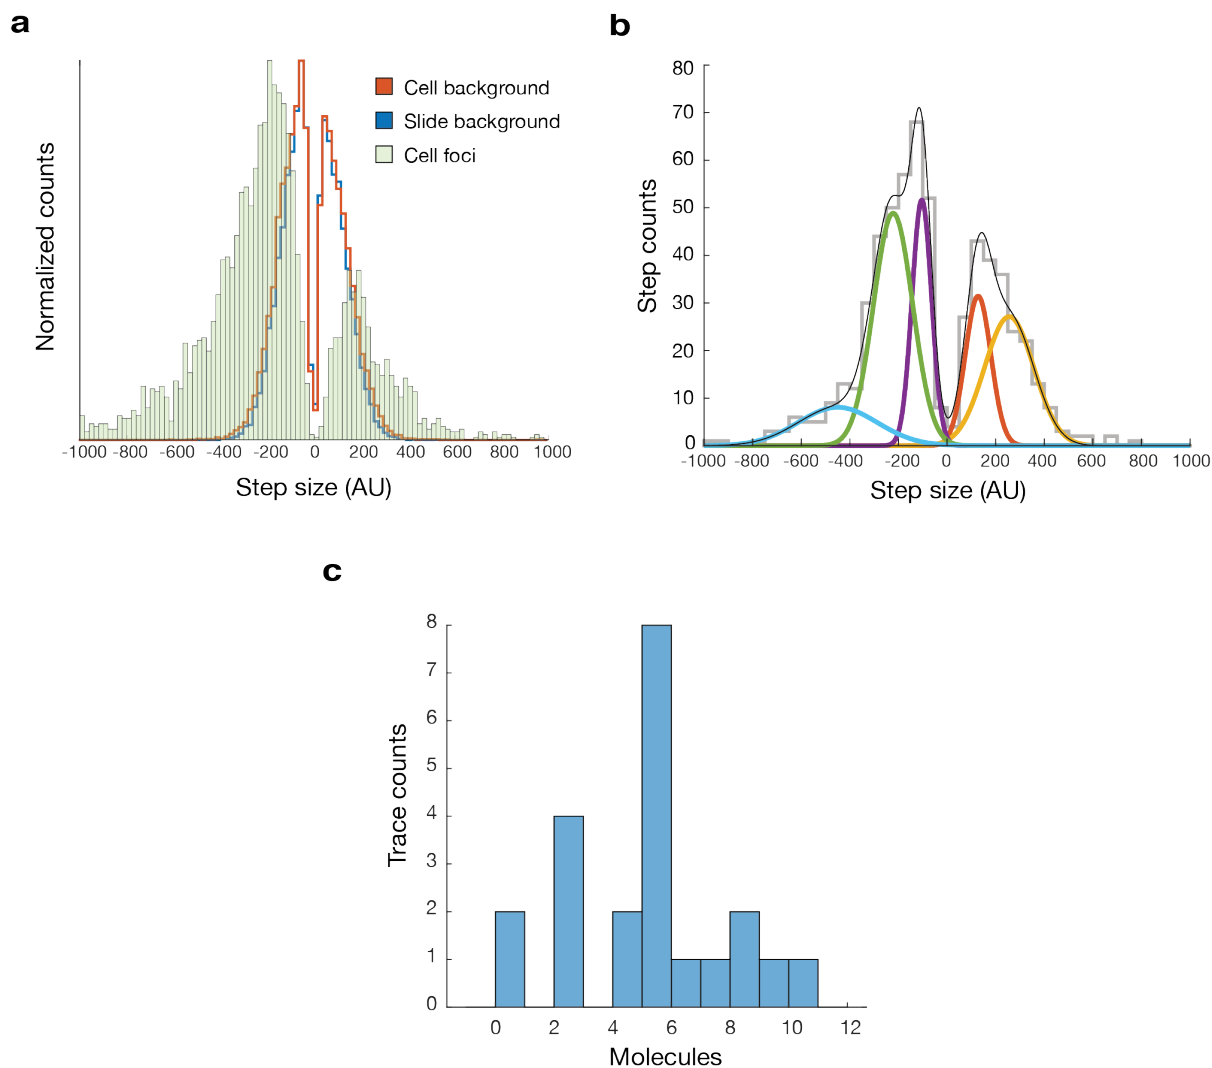 a
Normalized counts
Cell background
Slide background
Cell foci
-1000 -800 -600 -400 -200 0 200 400 600 800 1000
Step size (AU)
b
Step counts
80
70
60
50
40
30
20
10
0
-1000 -800 -600 -400 -200 0 200 400 600 800 1000
Step size (AU)
c
Trace counts
8
7
6
5
4
3
2
1
0
0 2 4 6 8 10 12
Molecules